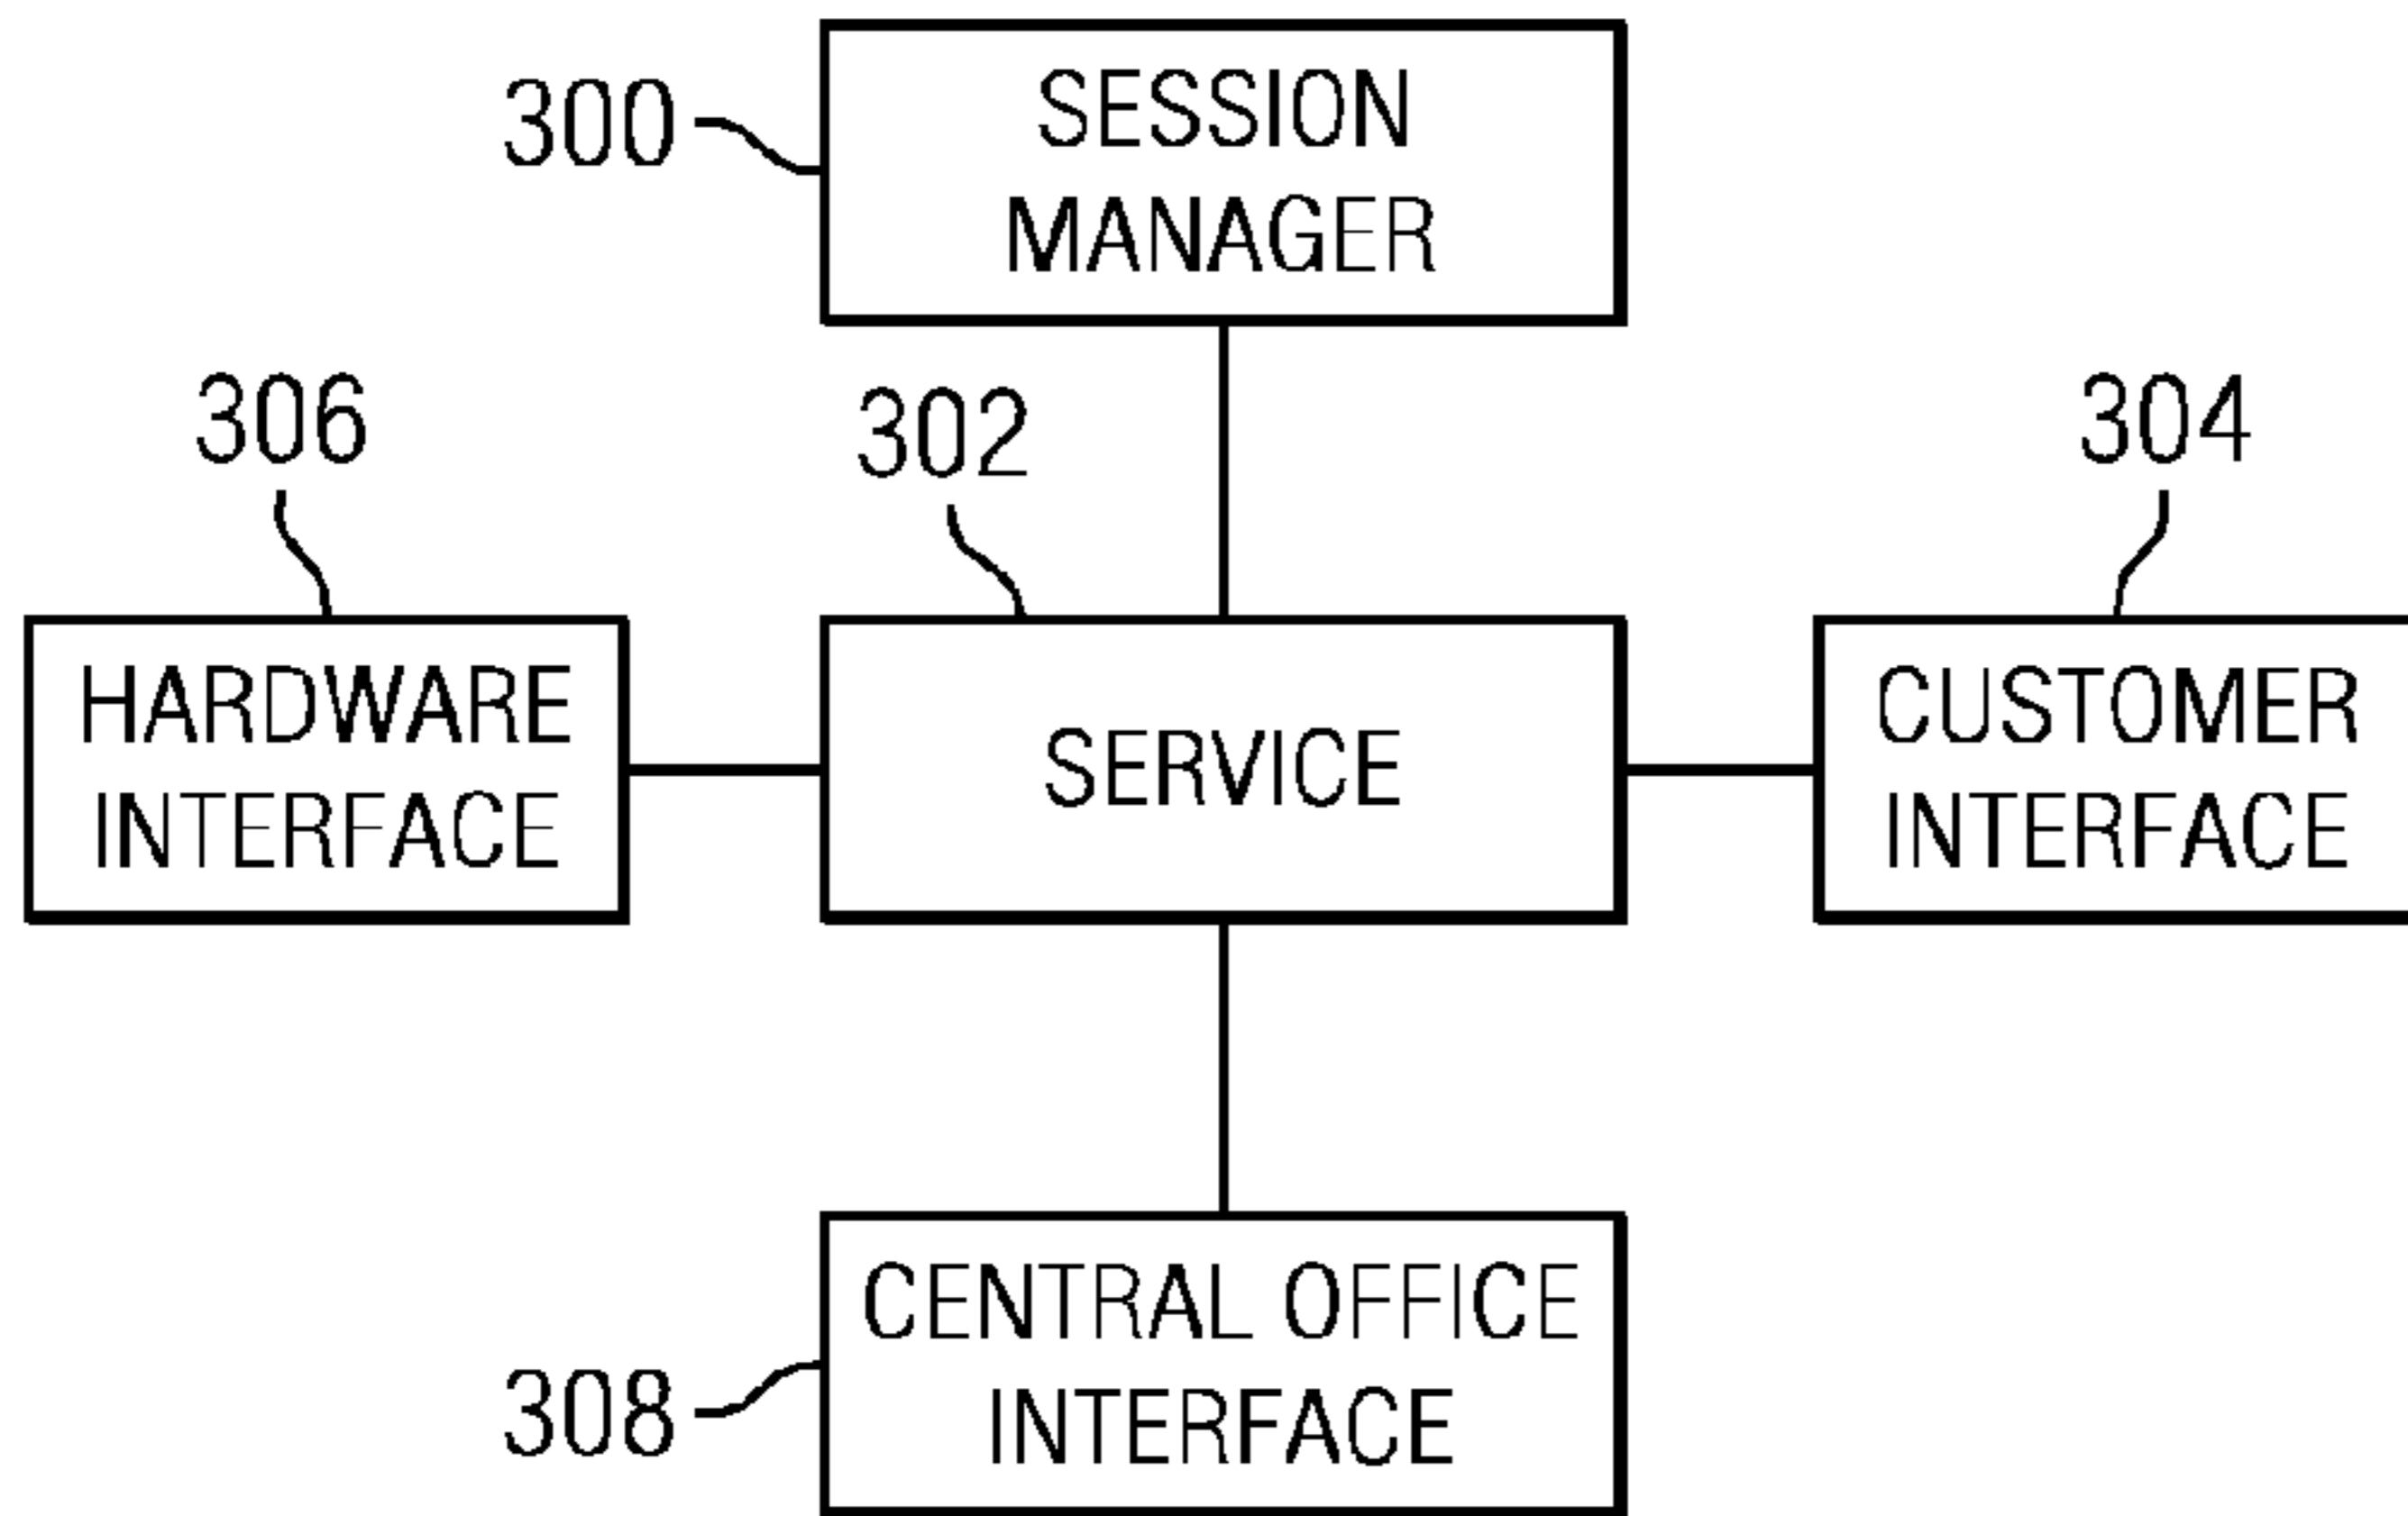 300
SESSION
MANAGER
306
302
304
HARDWARE
INTERFACE
SERVICE
CUSTOMER
INTERFACE
308
CENTRAL OFFICE
INTERFACE